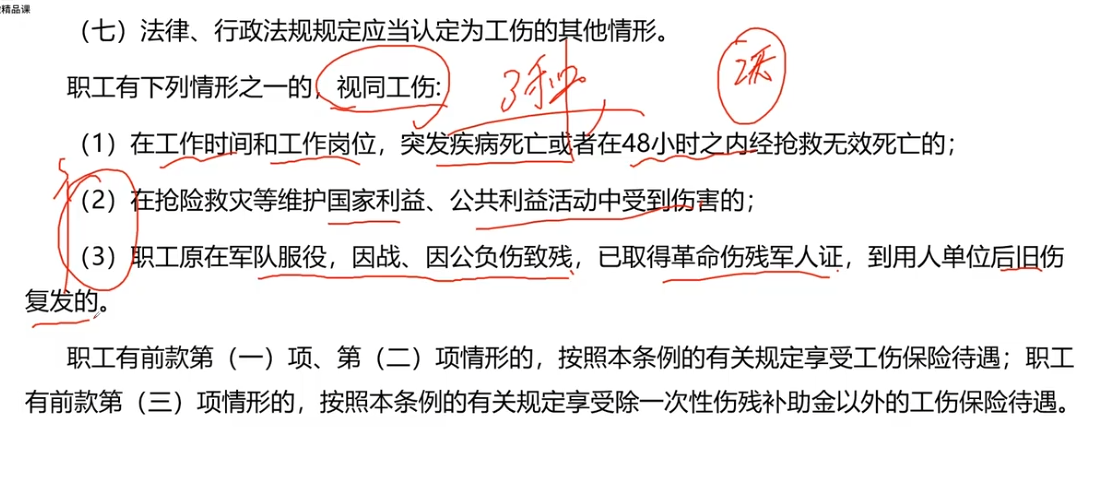 精品课
（七）法律、行政法规规定应当认定为工伤的其他情形。
职工有下列情形之一的，视同工伤:
3种
2天
（1）在工作时间和工作岗位，突发疾病死亡或者在48小时之内经抢救无效死亡的；
（2）在抢险救灾等维护国家利益、公共利益活动中受到伤害的；
（3）职工原在军队服役，因战、因公负伤致残，已取得革命伤残军人证，到用人单位后旧伤
复发的。
职工有前款第（一）项、第（二）项情形的，按照本条例的有关规定享受工伤保险待遇；职工
有前款第（三）项情形的，按照本条例的有关规定享受除一次性伤残补助金以外的工伤保险待遇。